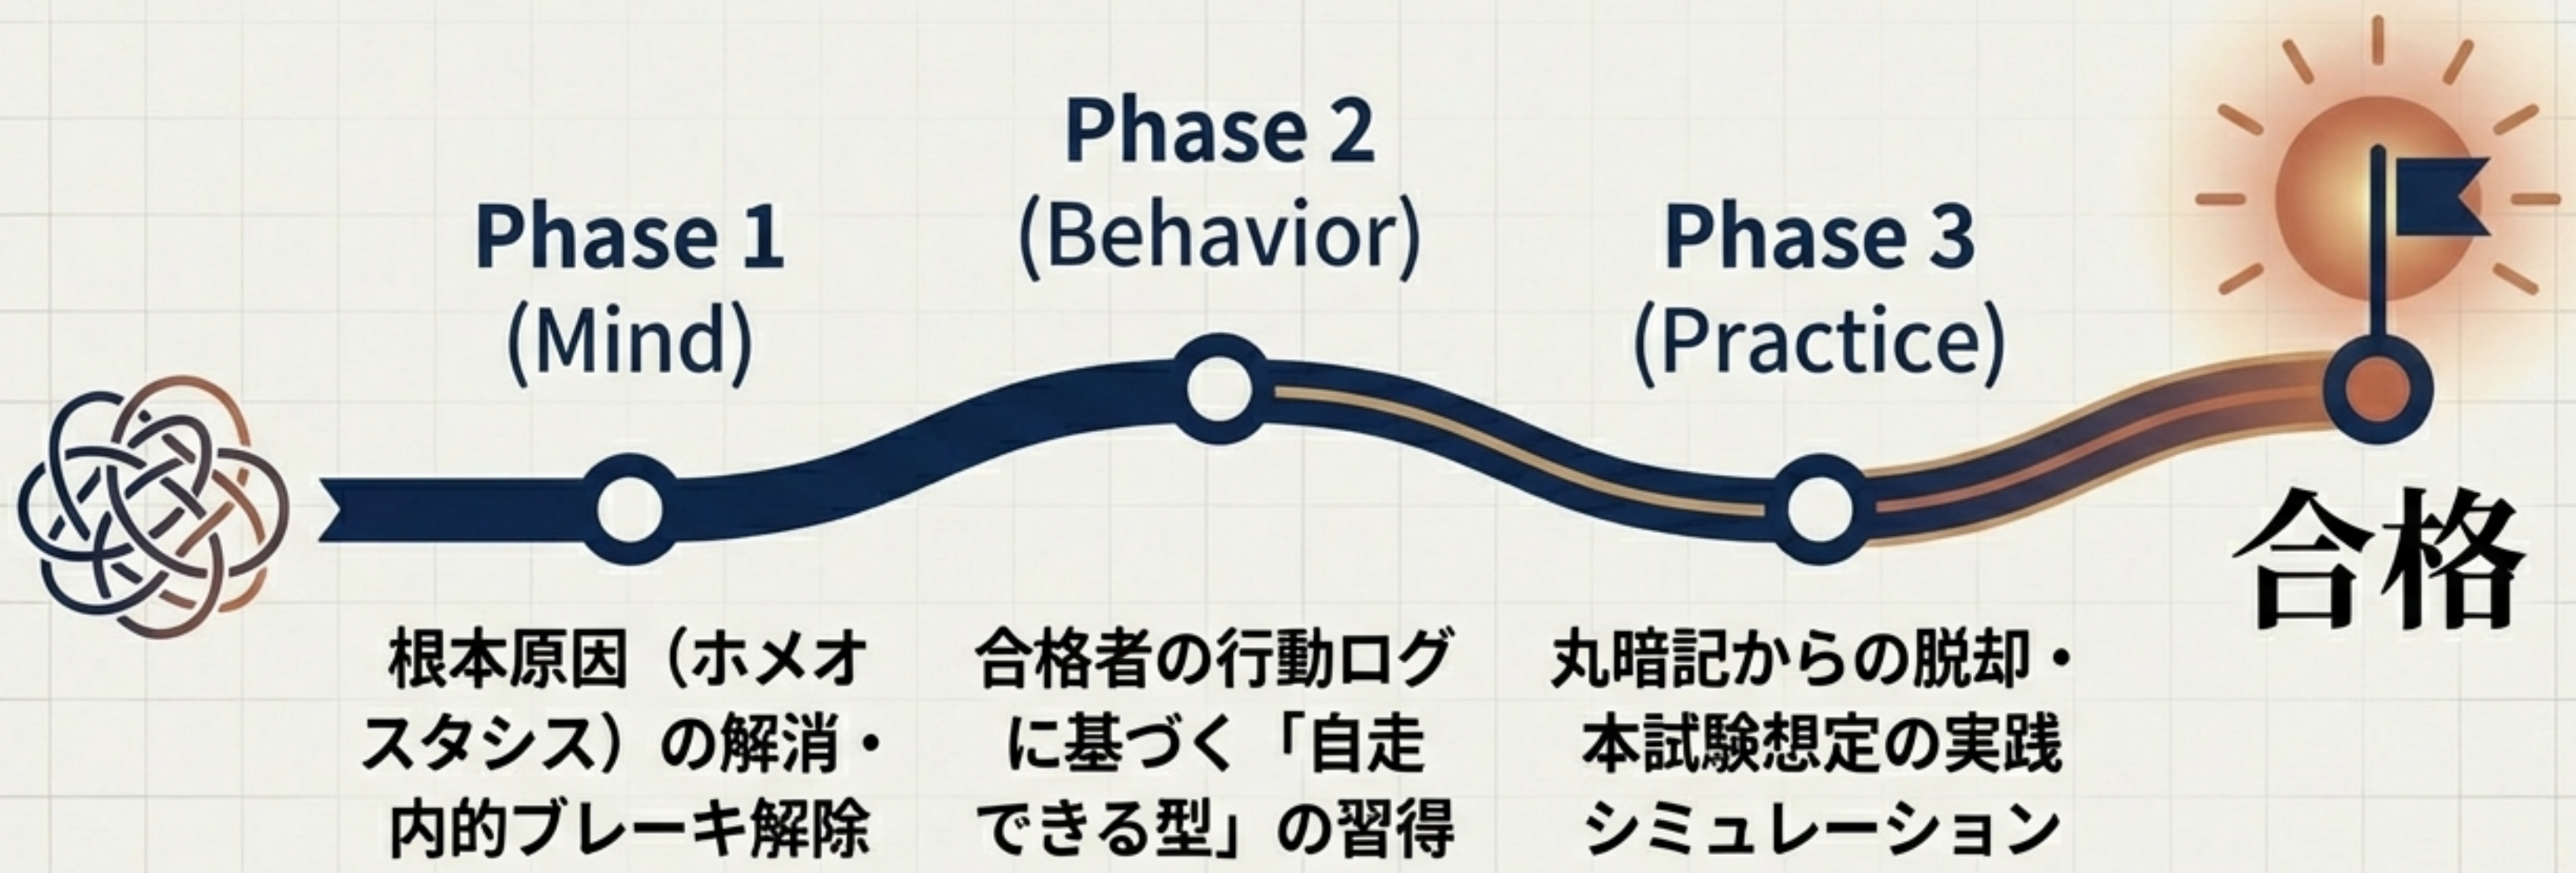 Phase 1
(Mind)
根本原因（ホメオ
スタシス）の解消・
内的ブレーキ解除
Phase 2
(Behavior)
合格者の行動ログ
に基づく「自走
できる型」の習得
Phase 3
(Practice)
丸暗記からの脱却・
本試験想定の実践
シミュレーション
合格